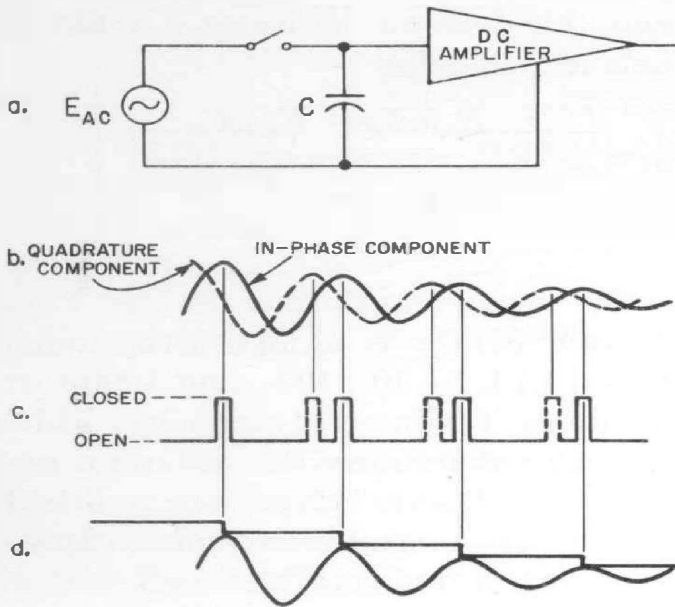 DC
AMPLIFIER
a.
E AC
C
b.
QUADRATURE
COMPONENT
IN-PHASE COMPONENT
c.
CLOSED
OPEN
d.